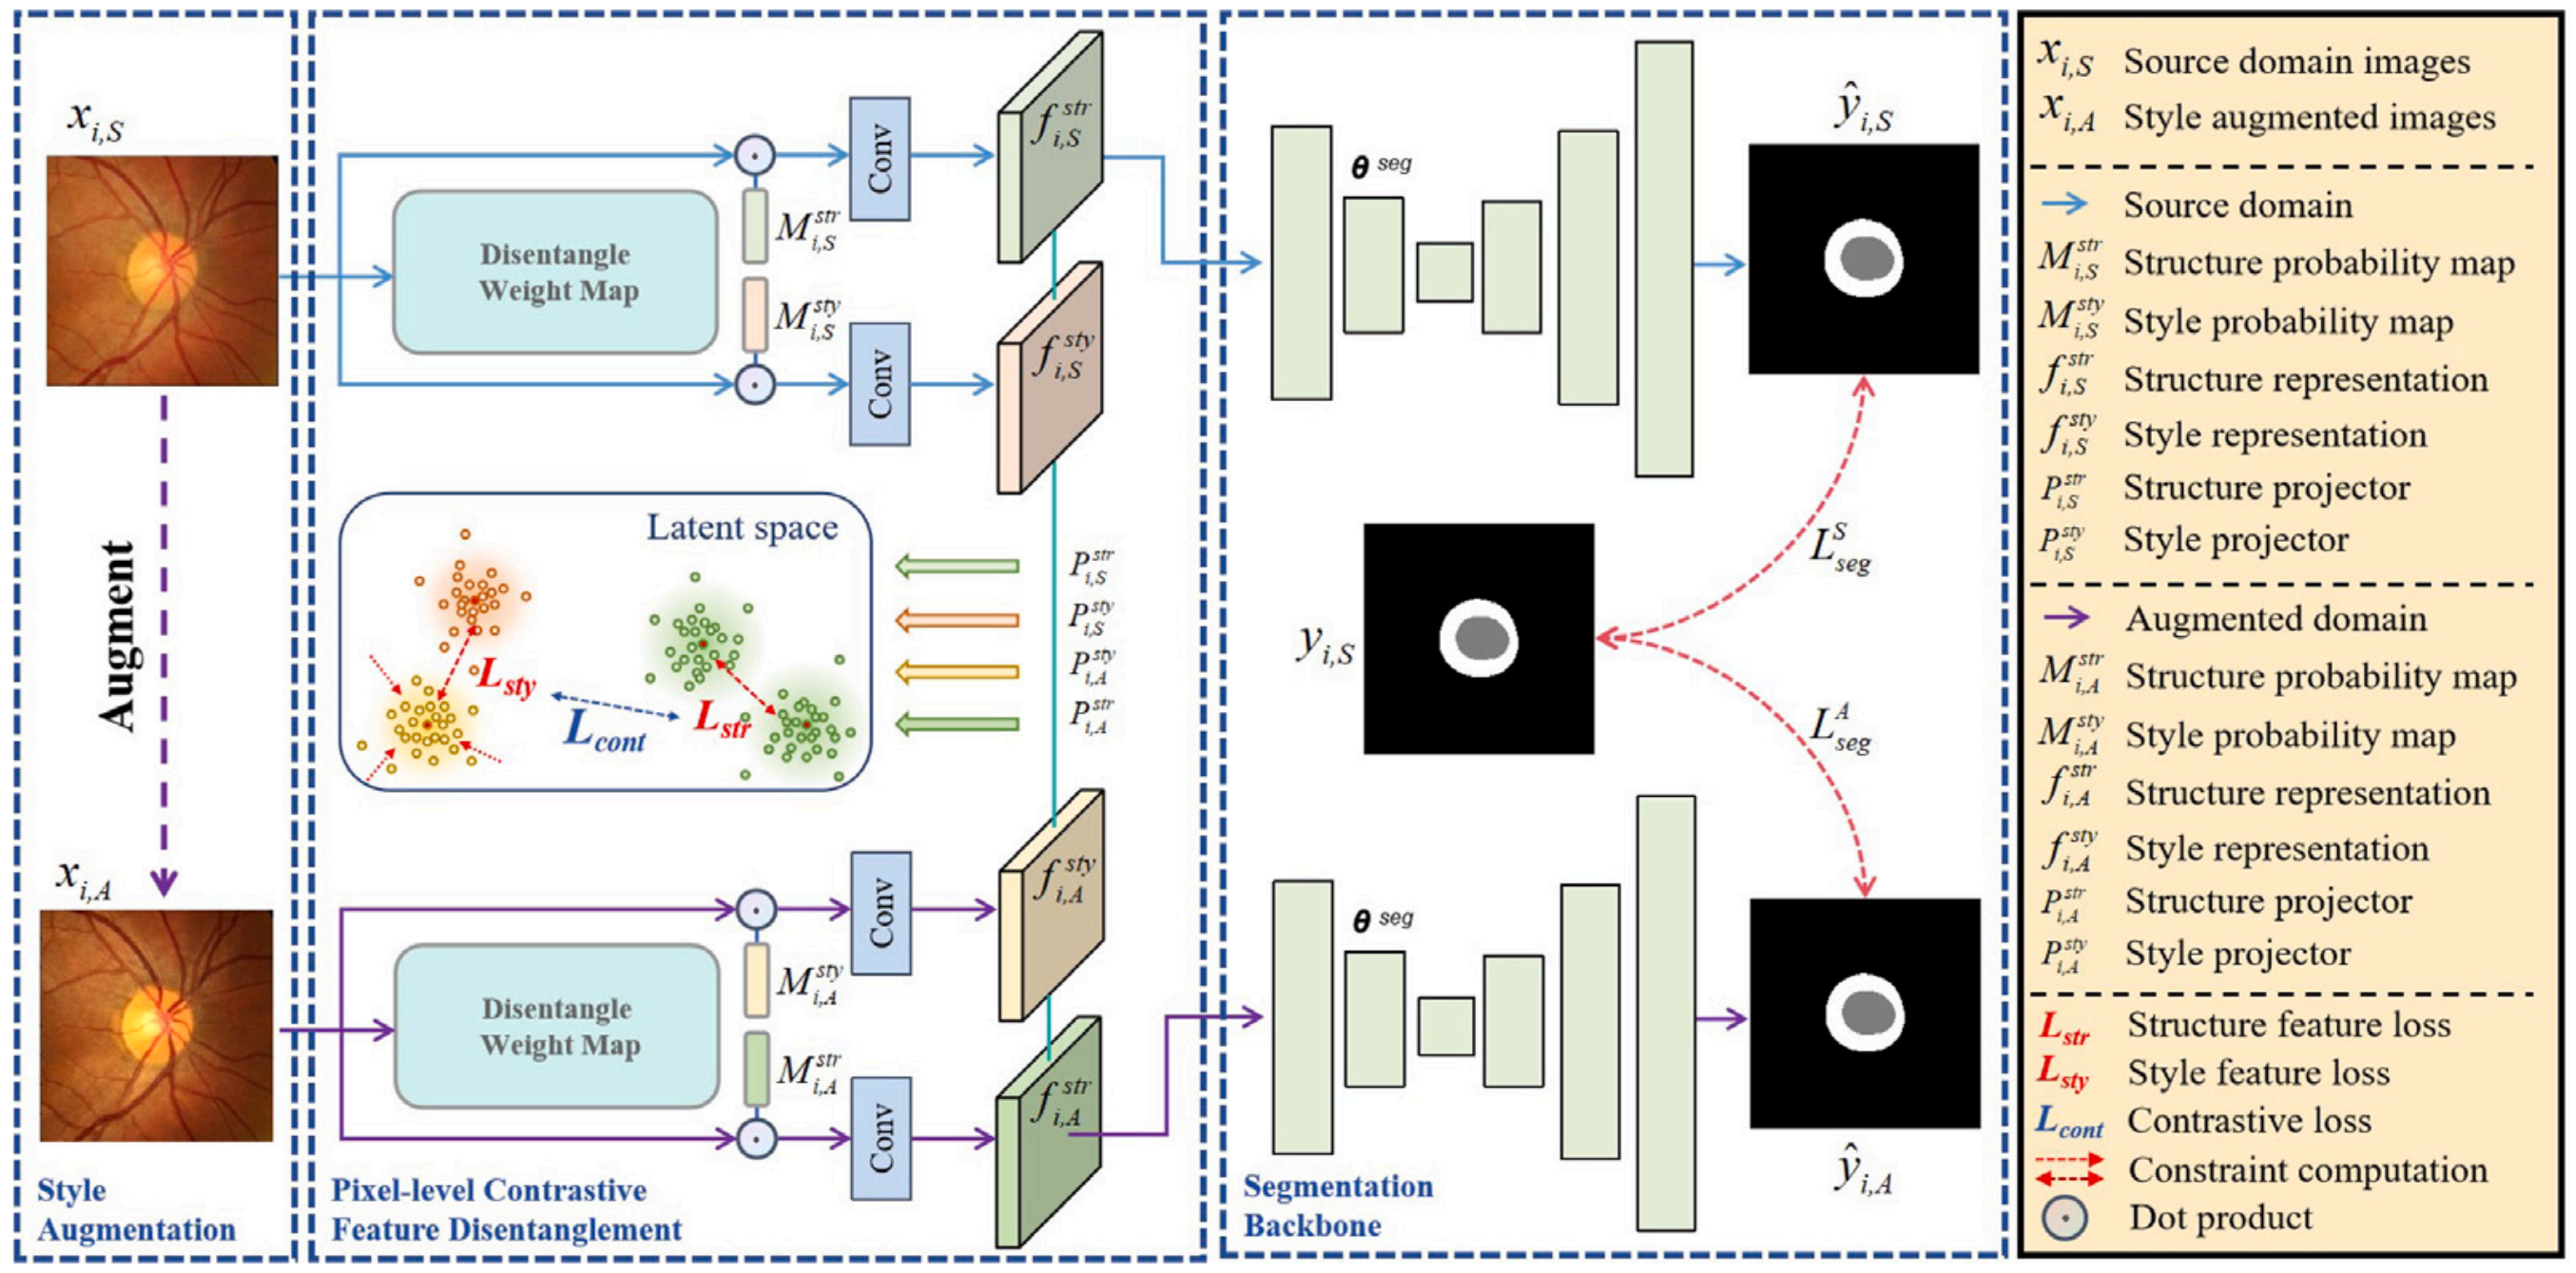 x_{i,S}
Augment
x_{i,A}
Style
Augmentation
Disentangle
Weight Map
M_{i,S}^{str}
M_{i,S}^{sty}
Conv
Conv
f_{i,S}^{str}
f_{i,S}^{sty}
Latent space
L_{sty}
L_{cont}
L_{str}
P_{i,S}^{str}
P_{i,S}^{sty}
P_{i,A}^{sty}
P_{i,A}^{str}
Disentangle
Weight Map
M_{i,A}^{sty}
M_{i,A}^{str}
Conv
Conv
f_{i,A}^{sty}
f_{i,A}^{str}
Pixel-level Contrastive
Feature Disentanglement
θ^{seg}
ŷ_{i,S}
L_{seg}^{S}
y_{i,S}
L_{seg}^{A}
θ^{seg}
ŷ_{i,A}
Segmentation
Backbone
x_{i,S} Source domain images
x_{i,A} Style augmented images
Source domain
M_{i,S}^{str} Structure probability map
M_{i,S}^{sty} Style probability map
f_{i,S}^{str} Structure representation
f_{i,S}^{sty} Style representation
P_{i,S}^{str} Structure projector
P_{i,S}^{sty} Style projector
Augmented domain
M_{i,A}^{str} Structure probability map
M_{i,A}^{sty} Style probability map
f_{i,A}^{str} Structure representation
f_{i,A}^{sty} Style representation
P_{i,A}^{str} Structure projector
P_{i,A}^{sty} Style projector
L_{str} Structure feature loss
L_{sty} Style feature loss
L_{cont} Contrastive loss
Constraint computation
Dot product